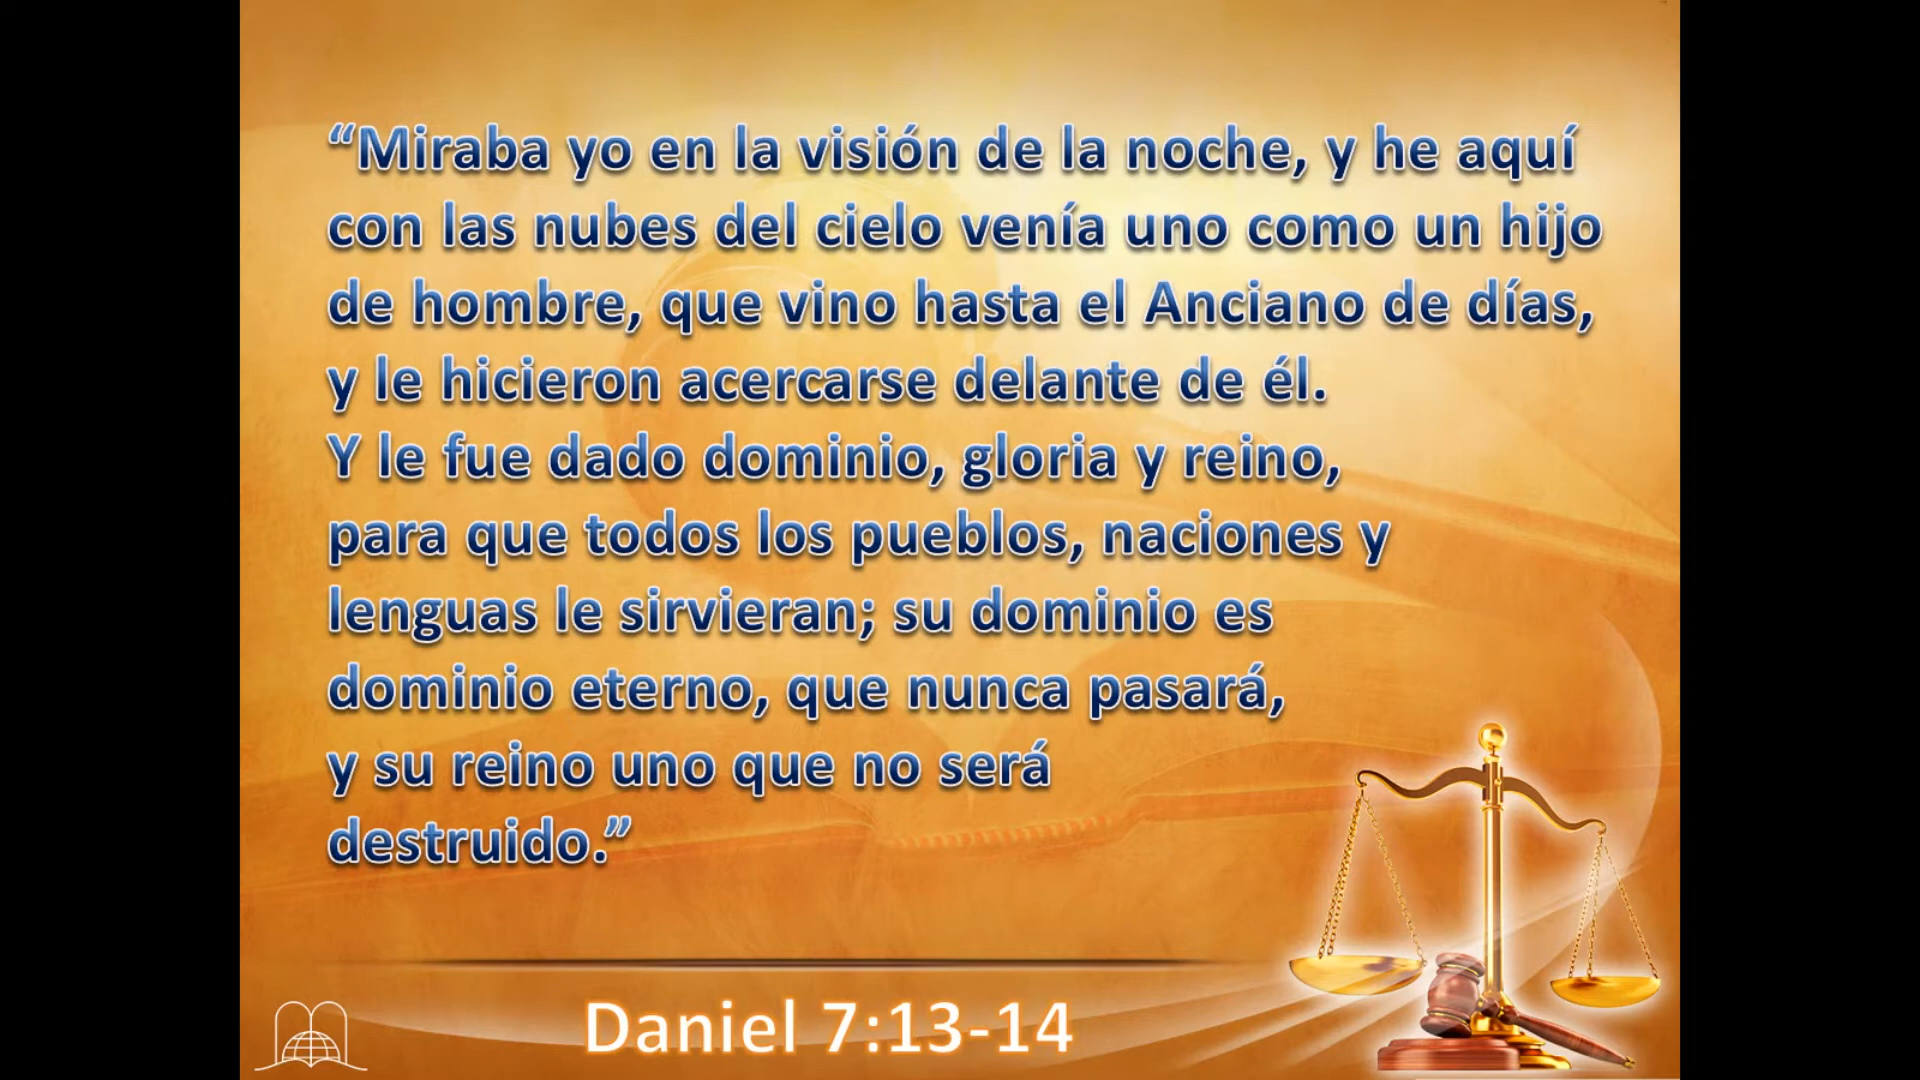 “Miraba yo en la visión de la noche, y he aquí
con las nubes del cielo venía uno como un hijo
de hombre, que vino hasta el Anciano de días,
y le hicieron acercarse delante de él.
Y le fue dado dominio, gloria y reino,
para que todos los pueblos, naciones y
lenguas le sirvieran; su dominio es
dominio eterno, que nunca pasará,
y su reino uno que no será
destruido.”
Daniel 7:13-14